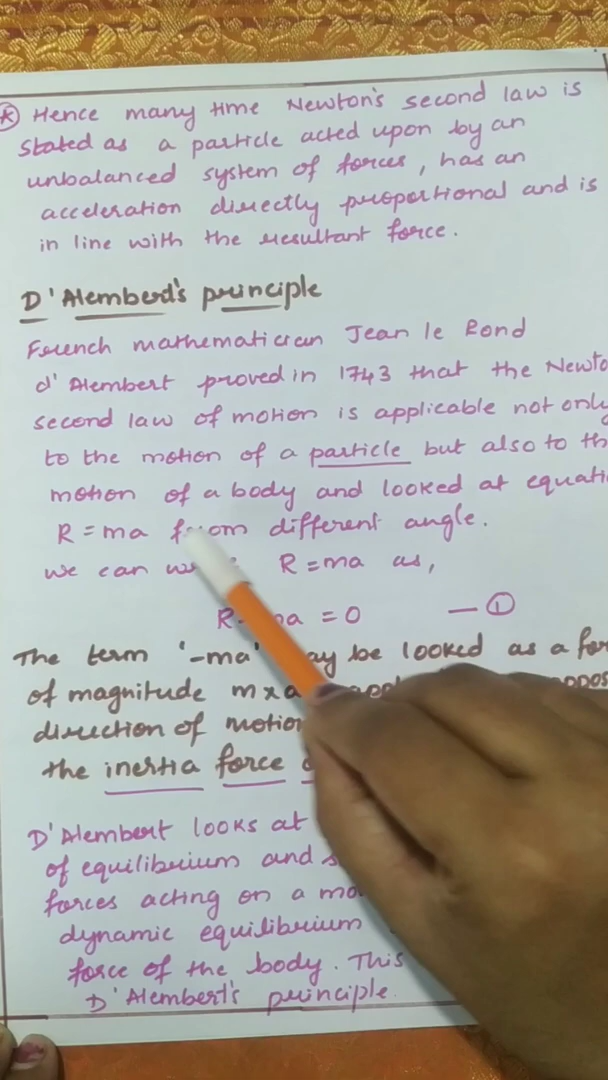 Hence many time Newton's second law is
stated as a particle acted upon by an
unbalanced system of forces, has an
acceleration directly proportional and is
in line with the resultant force.
D'Alemberd's principle
French mathematician Jean le Rond
d'Alembert proved in 1743 that the Newto
second law of motion is applicable not only
to the motion of a particle but also to th
motion of a body and looked at equati
R = ma from different angle.
we can R = ma as,
= 0 — ①
The term '-ma' may be looked as a for
of magnitude m×a oppos
direction of motion
the inertia force
D'Alembert looks at
of equilibrium and
forces acting on a mo
dynamic equilibrium
force of the body. This
D'Alembert's principle.